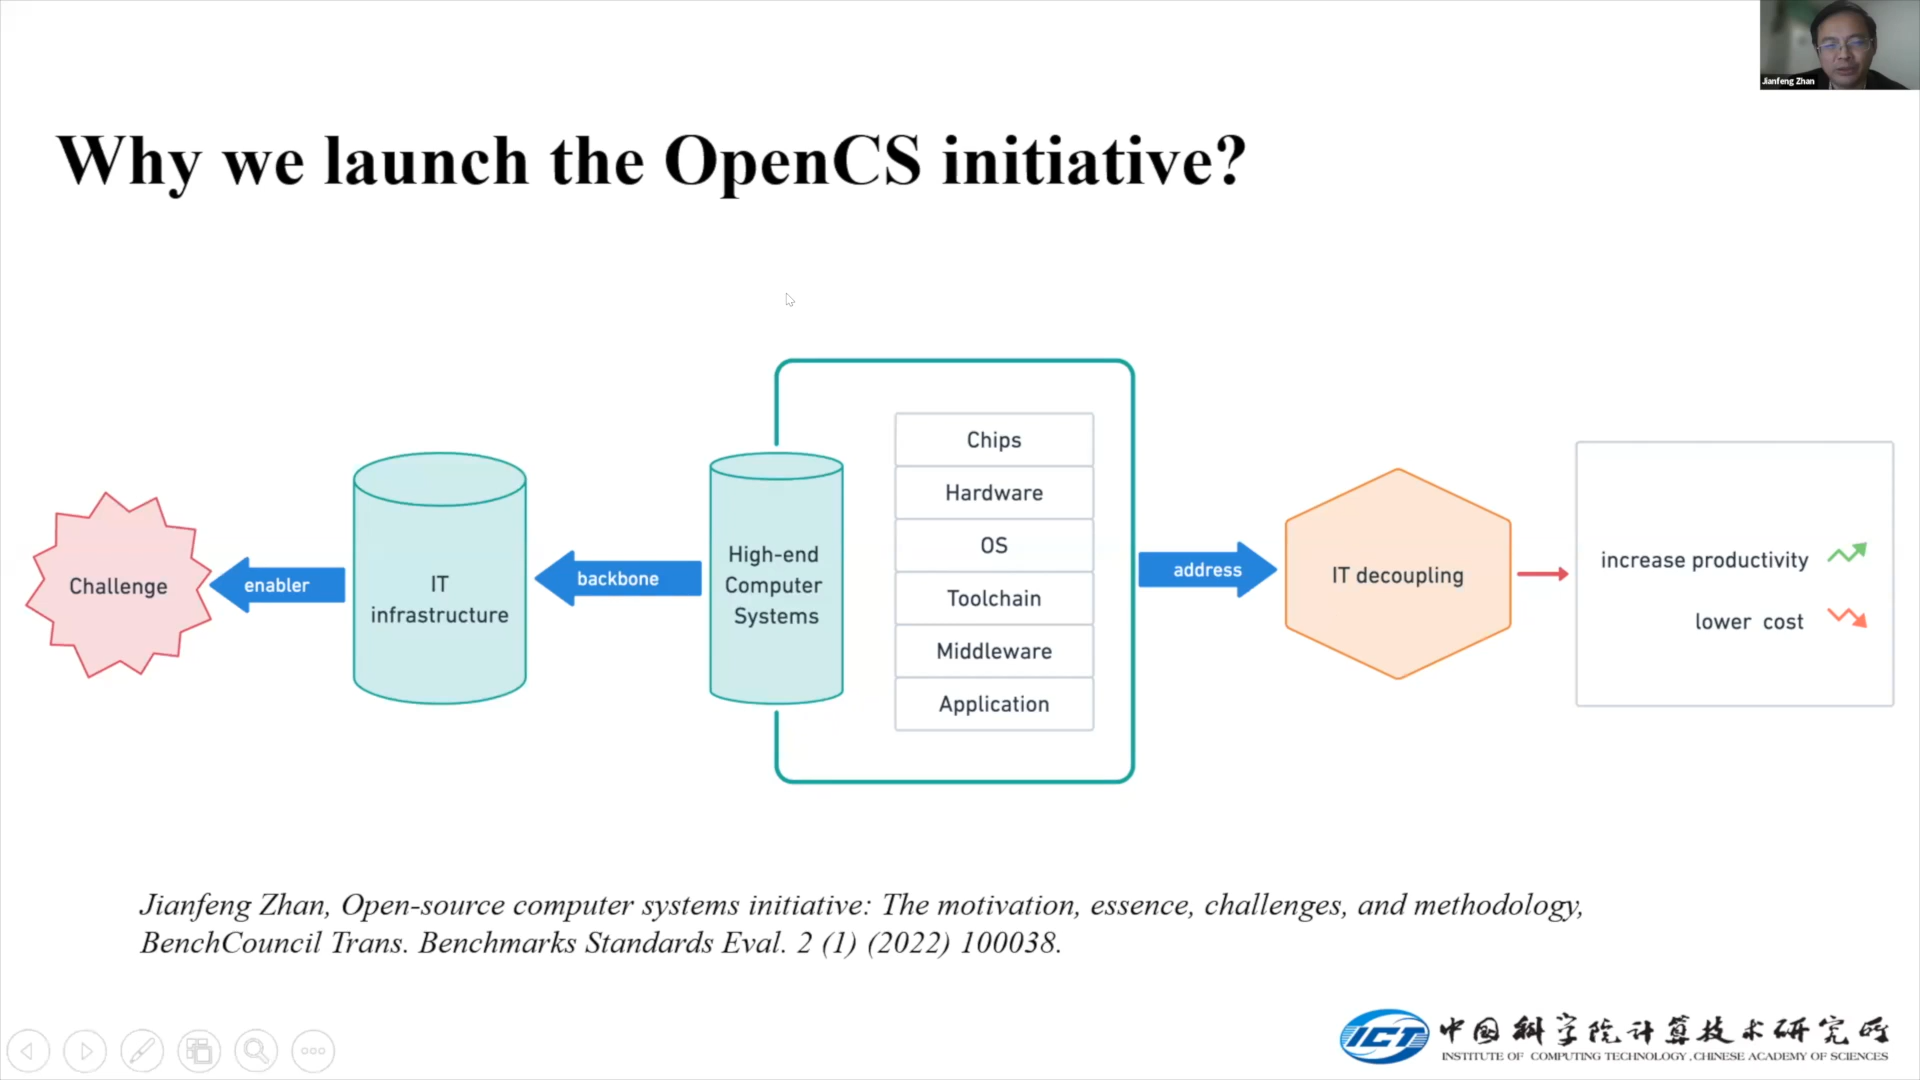 Jianfeng Zhan
Why we launch the OpenCS initiative?
Challenge
enabler
IT
infrastructure
backbone
High-end
Computer
Systems
Chips
Hardware
OS
Toolchain
Middleware
Application
address
IT decoupling
increase productivity
lower cost
Jianfeng Zhan, Open-source computer systems initiative: The motivation, essence, challenges, and methodology,
BenchCouncil Trans. Benchmarks Standards Eval. 2 (1) (2022) 100038.
ICT
中国科学院计算技术研究所
INSTITUTE OF COMPUTING TECHNOLOGY, CHINESE ACADEMY OF SCIENCES